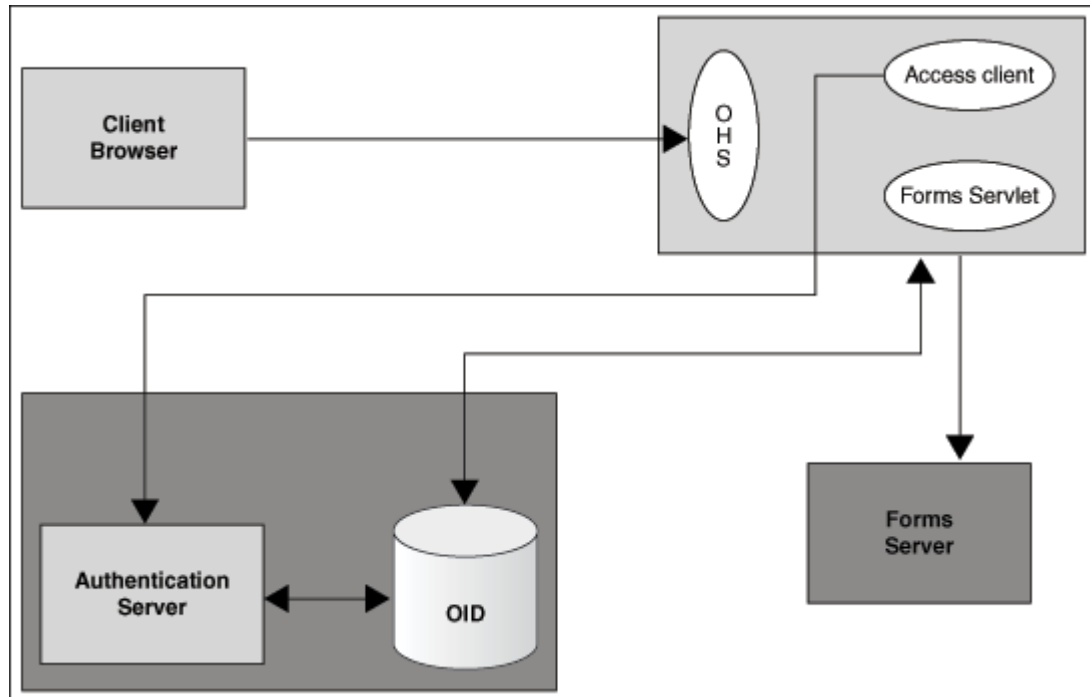 Client
Browser
O
H
S
Access client
Forms Servlet
Authentication
Server
OID
Forms
Server